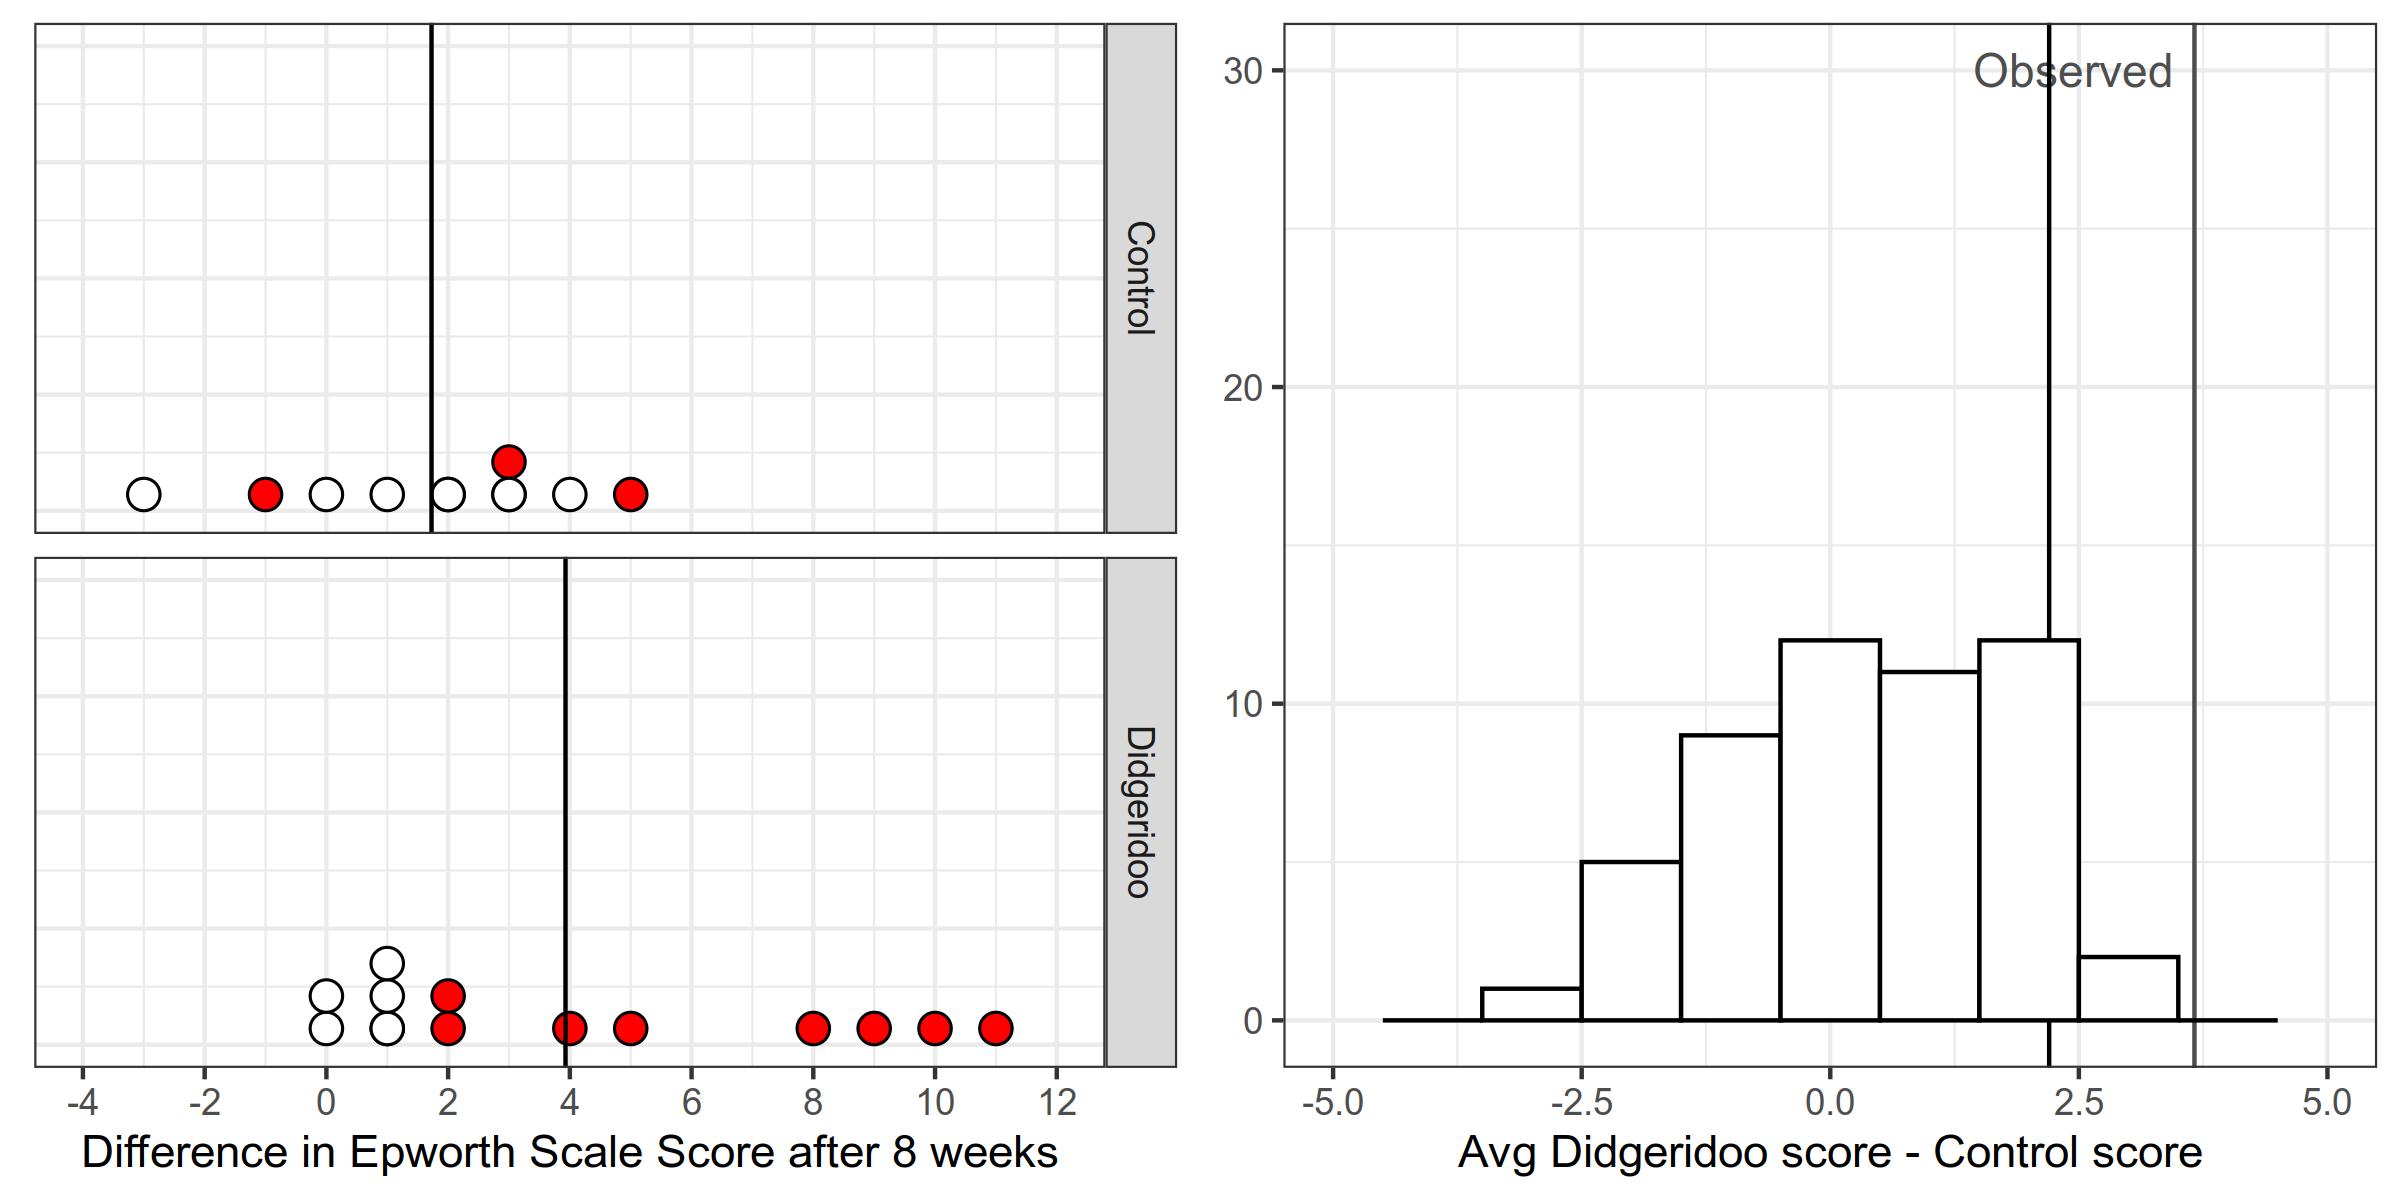 Control
Didgeridoo
-4 -2 0 2 4 6 8 10 12
Difference in Epworth Scale Score after 8 weeks
Observed
30
20
10
0
-5.0 -2.5 0.0 2.5 5.0
Avg Didgeridoo score - Control score